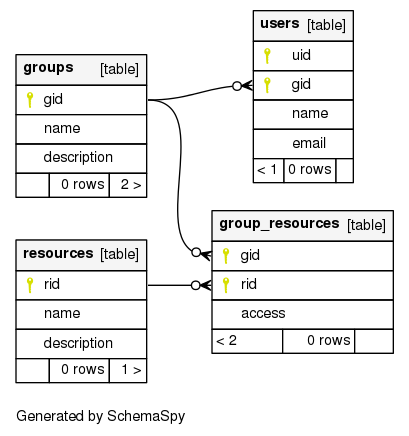 users [table]
uid
gid
name
email
< 1 0 rows
groups [table]
gid
name
description
0 rows 2 >
group_resources [table]
gid
rid
access
< 2 0 rows
resources [table]
rid
name
description
0 rows 1 >
Generated by SchemaSpy